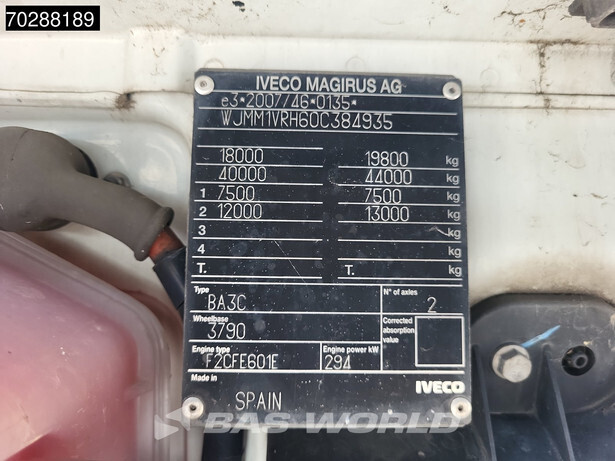 70288189
IVECO MAGIRUS AG
e3*2007/46*0135*
WJMM1VRH60C384935
18000 19800 kg
40000 44000 kg
1 7500 7500 kg
2 12000 13000 kg
3 kg
4 kg
T. T. kg
Type BA3C N° of axles 2
Wheelbase 3790 Corrected absorption value
Engine type F2CFE601E Engine power kW 294
Made in SPAIN IVECO
BAS WORLD